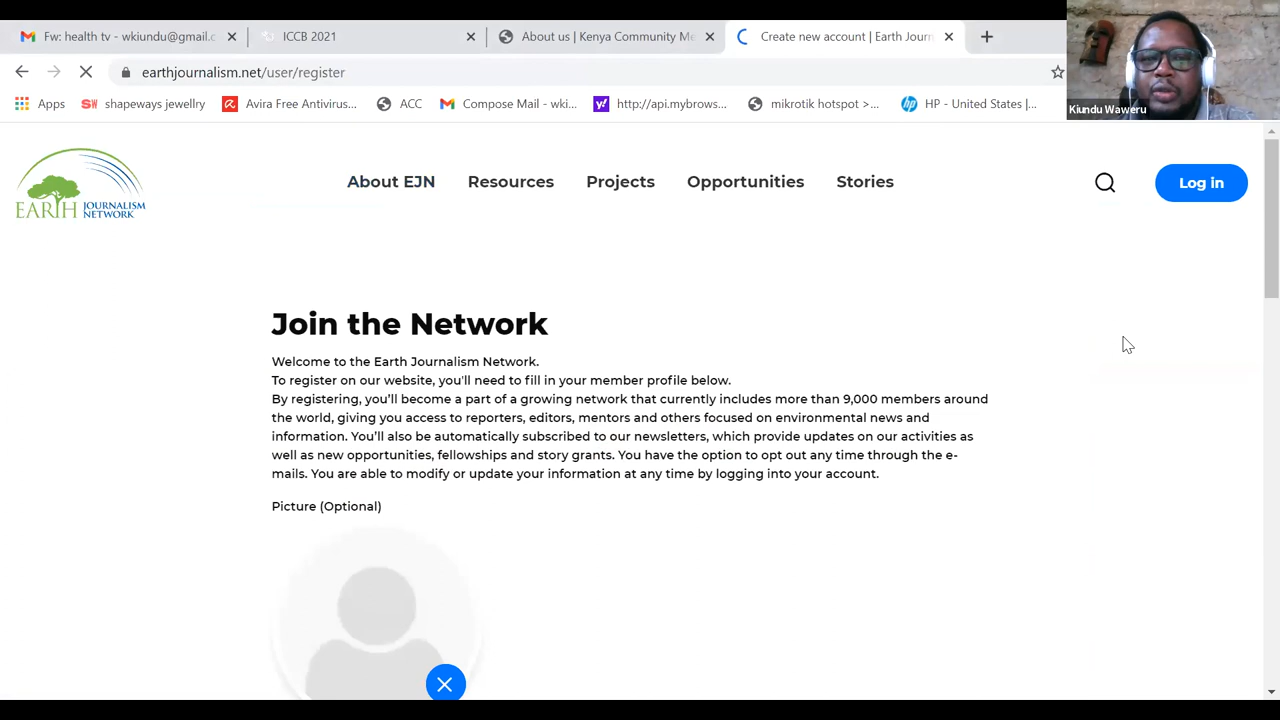 Fw: health tv - wkiundu@gmail.c
ICCB 2021
About us | Kenya Community Me
Create new account | Earth Journ
earthjournalism.net/user/register
Apps
shapeways jewellry
Avira Free Antivirus...
ACC
Compose Mail - wki...
http://api.mybrows...
mikrotik hotspot >...
HP - United States |...
Kiundu Waweru
EARTH JOURNALISM NETWORK
About EJN
Resources
Projects
Opportunities
Stories
Log in
Join the Network
Welcome to the Earth Journalism Network.
To register on our website, you'll need to fill in your member profile below.
By registering, you’ll become a part of a growing network that currently includes more than 9,000 members around
the world, giving you access to reporters, editors, mentors and others focused on environmental news and
information. You’ll also be automatically subscribed to our newsletters, which provide updates on our activities as
well as new opportunities, fellowships and story grants. You have the option to opt out any time through the e-
mails. You are able to modify or update your information at any time by logging into your account.
Picture (Optional)